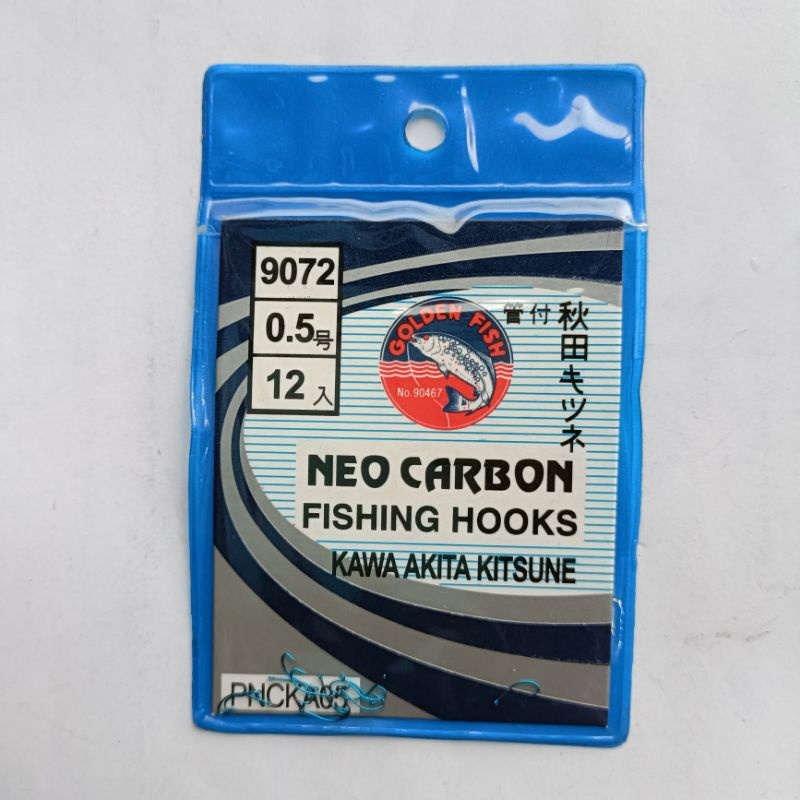 9072
0.5号
12入
GOLDEN FISH
No.90467
管付
秋田キツネ
NEO CARBON
FISHING HOOKS
KAWA AKITA KITSUNE
PNCKA05